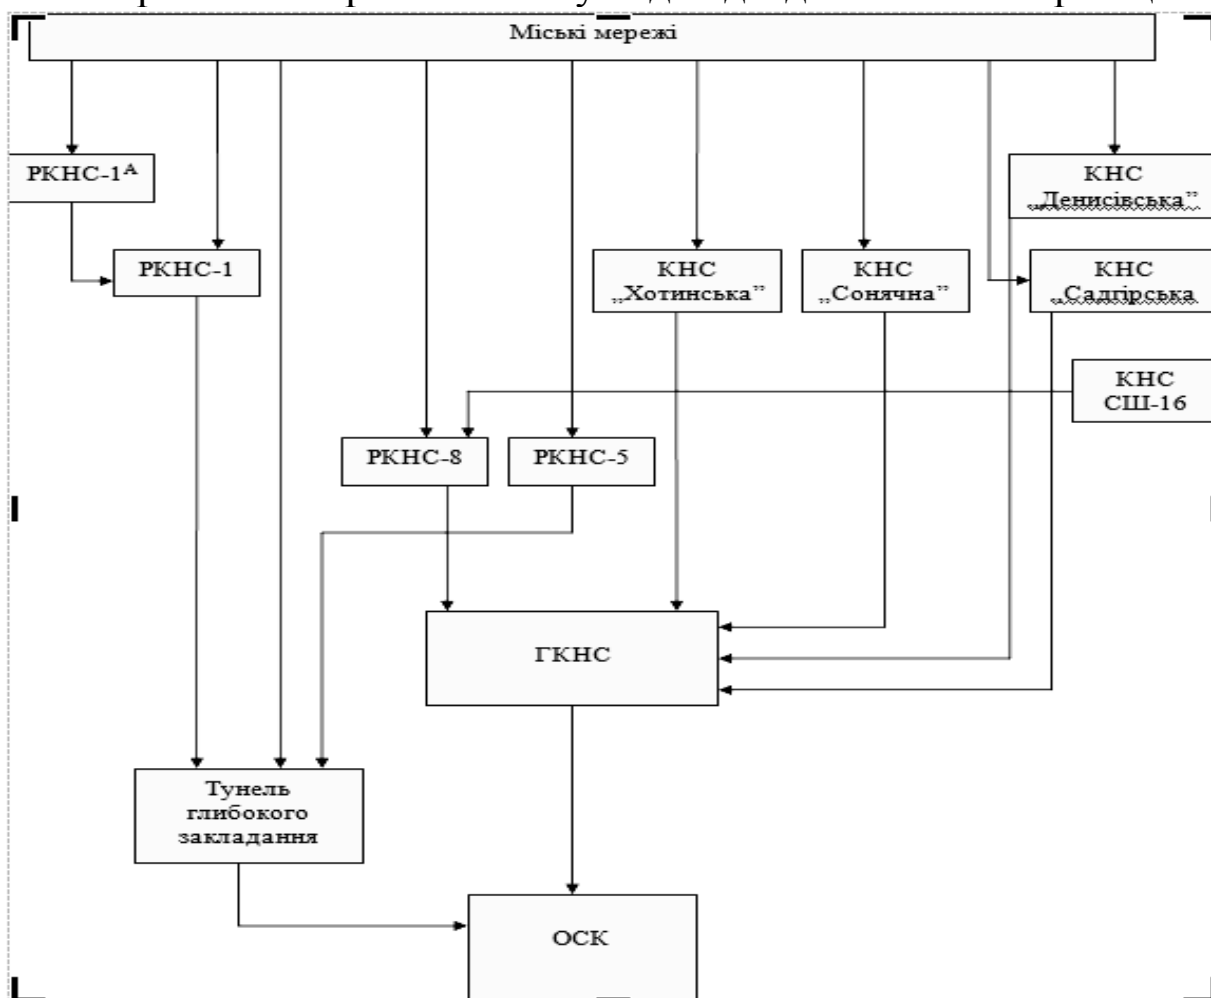 Міські мережі
РКНС-1А
КНС
„Денисівська”
РКНС-1
КНС
„Хотинська”
КНС
„Сонячна”
КНС
„Садгірська
КНС
СШ-16
РКНС-8
РКНС-5
ГКНС
Тунель
глибокого
закладання
ОСК